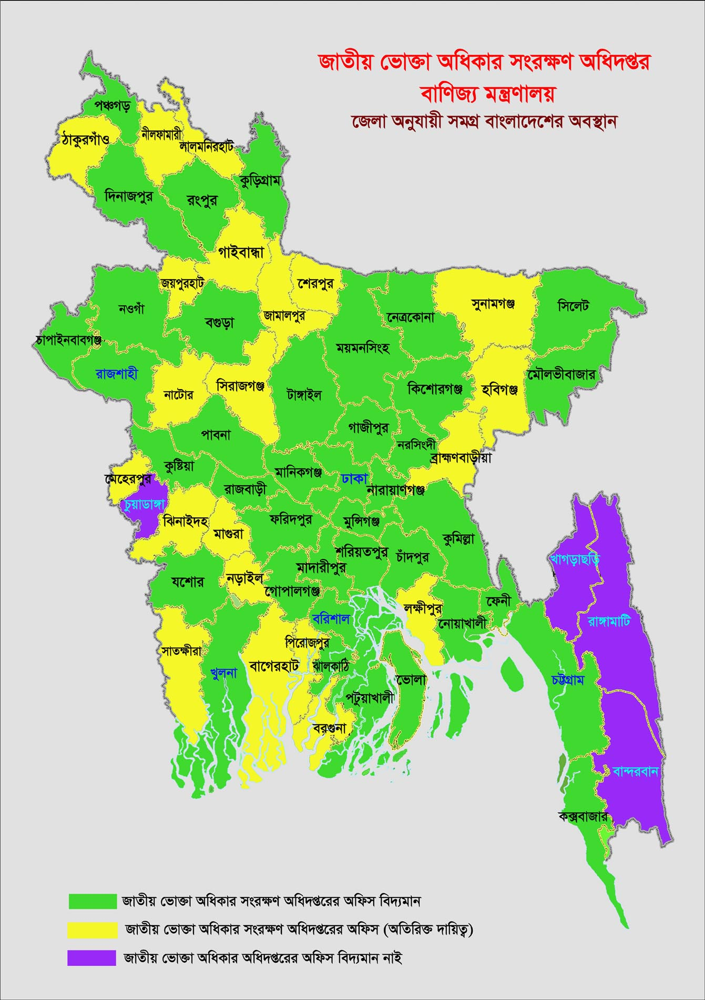 জাতীয় ভোক্তা অধিকার সংরক্ষণ অধিদপ্তর
বাণিজ্য মন্ত্রণালয়
জেলা অনুযায়ী সমগ্র বাংলাদেশের অবস্থান
পঞ্চগড়
ঠাকুরগাঁও
নীলফামারী
লালমনিরহাট
কুড়িগ্রাম
দিনাজপুর
রংপুর
গাইবান্ধা
জয়পুরহাট
শেরপুর
নওগাঁ
বগুড়া
জামালপুর
নেত্রকোনা
সুনামগঞ্জ
সিলেট
চাপাইনবাবগঞ্জ
ময়মনসিংহ
রাজশাহী
নাটোর
সিরাজগঞ্জ
টাঙ্গাইল
কিশোরগঞ্জ
হবিগঞ্জ
মৌলভীবাজার
পাবনা
গাজীপুর
নরসিংদী
ব্রাহ্মণবাড়ীয়া
কুষ্টিয়া
মানিকগঞ্জ
ঢাকা
মেহেরপুর
রাজবাড়ী
নারায়াণগঞ্জ
চুয়াডাঙ্গা
ঝিনাইদহ
মাগুরা
ফরিদপুর
মুন্সিগঞ্জ
কুমিল্লা
শরিয়তপুর
চাঁদপুর
মাদারীপুর
খাগড়াছড়ি
যশোর
নড়াইল
গোপালগঞ্জ
ফেনী
লক্ষীপুর
বরিশাল
নোয়াখালী
রাঙ্গামাটি
সাতক্ষীরা
পিরোজপুর
খুলনা
বাগেরহাট
ঝালকাঠি
ভোলা
চট্টগ্রাম
পটুয়াখালী
বরগুনা
বান্দরবান
কক্সবাজার
জাতীয় ভোক্তা অধিকার সংরক্ষণ অধিদপ্তরের অফিস বিদ্যমান
জাতীয় ভোক্তা অধিকার সংরক্ষণ অধিদপ্তরের অফিস (অতিরিক্ত দায়িত্ব)
জাতীয় ভোক্তা অধিকার অধিদপ্তরের অফিস বিদ্যমান নাই